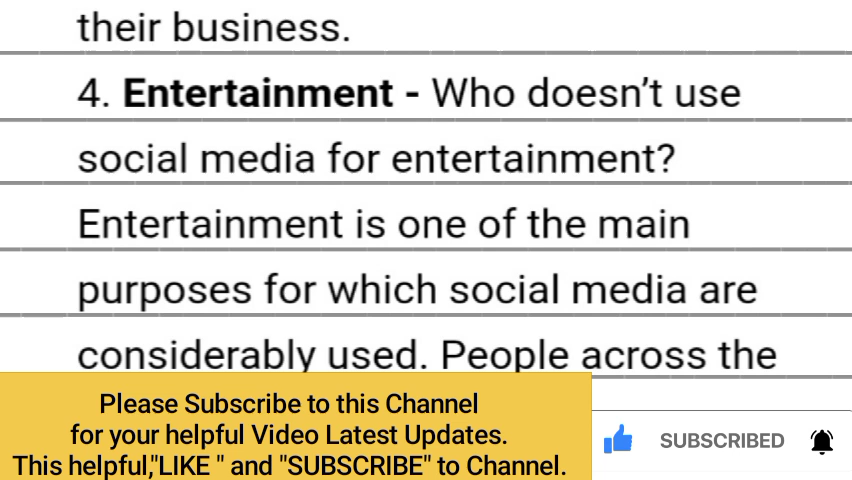 their business.
4. Entertainment - Who doesn’t use
social media for entertainment?
Entertainment is one of the main
purposes for which social media are
considerably used. People across the
Please Subscribe to this Channel
for your helpful Video Latest Updates.
This helpful,"LIKE " and "SUBSCRIBE" to Channel.
SUBSCRIBED